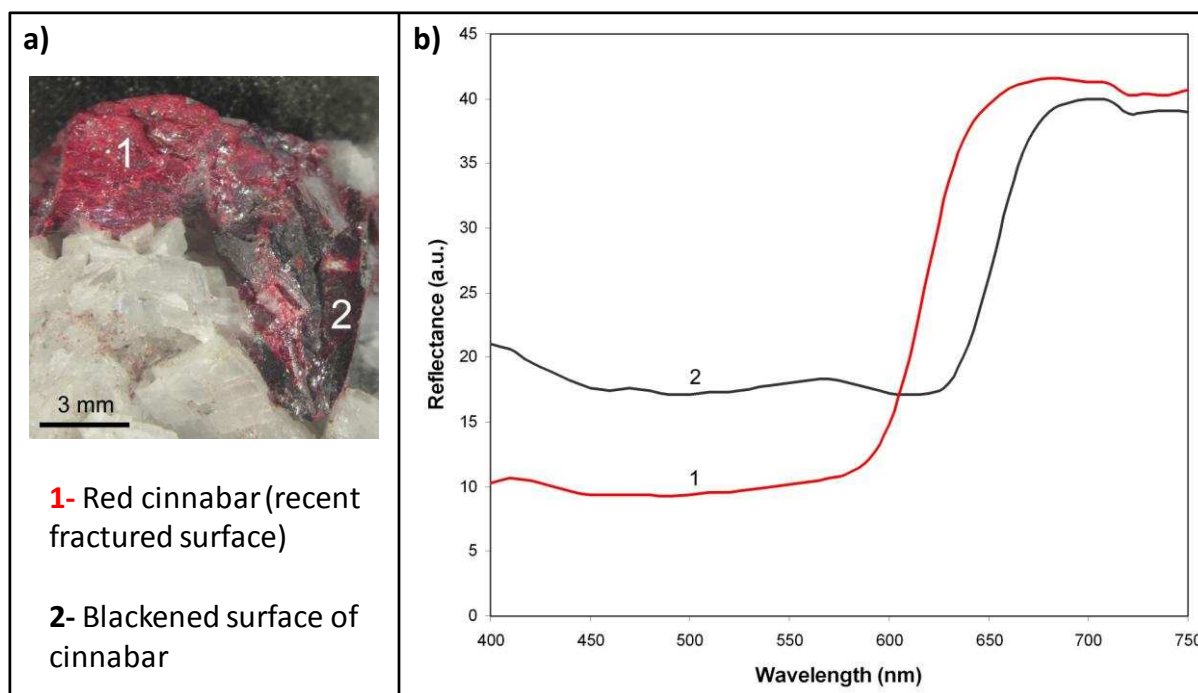 a)
1
2
3 mm
1- Red cinnabar (recent
fractured surface)
2- Blackened surface of
cinnabar
b)
45
40
35
30
25
20
15
10
5
0
Reflectance (a.u.)
2
1
400 450 500 550 600 650 700 750
Wavelength (nm)